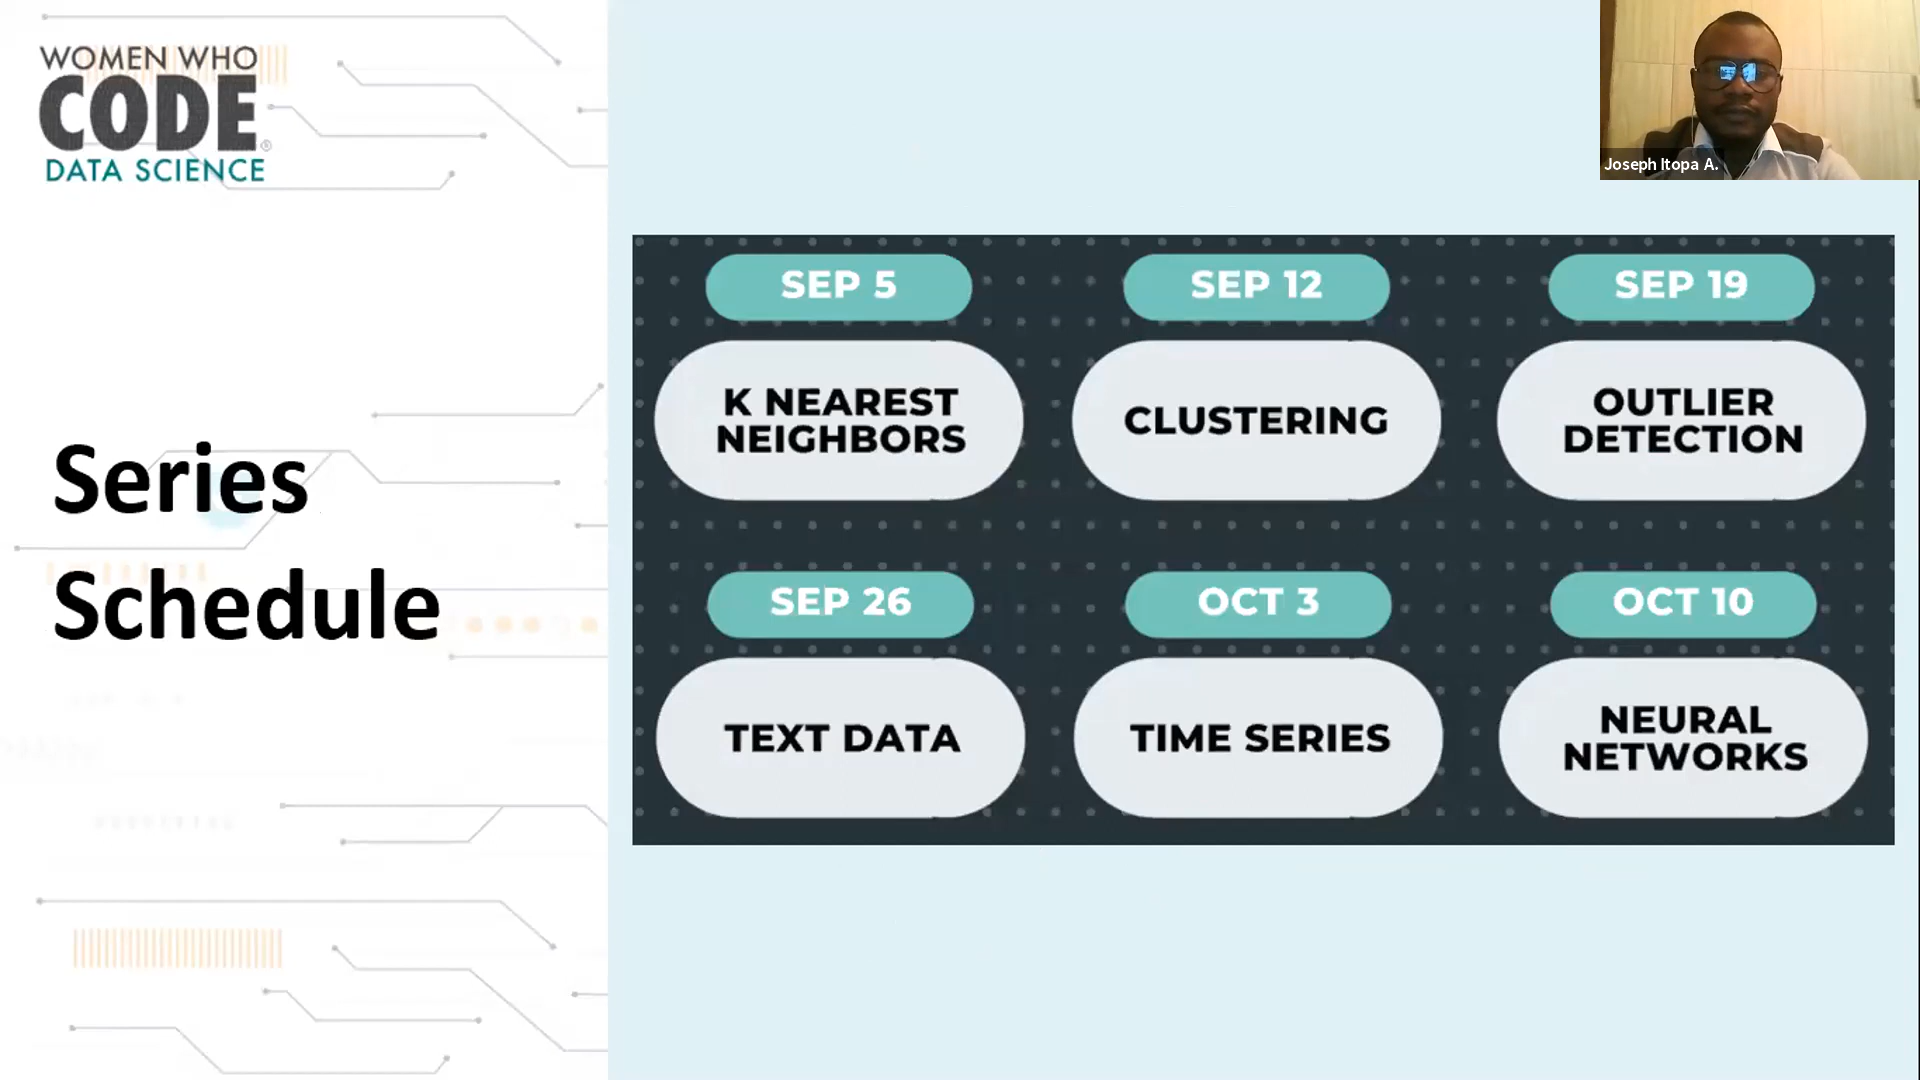 WOMEN WHO
CODE®
DATA SCIENCE
Series
Schedule
SEP 5
K NEAREST
NEIGHBORS
SEP 12
CLUSTERING
SEP 19
OUTLIER
DETECTION
SEP 26
TEXT DATA
OCT 3
TIME SERIES
OCT 10
NEURAL
NETWORKS
Joseph Itopa A.